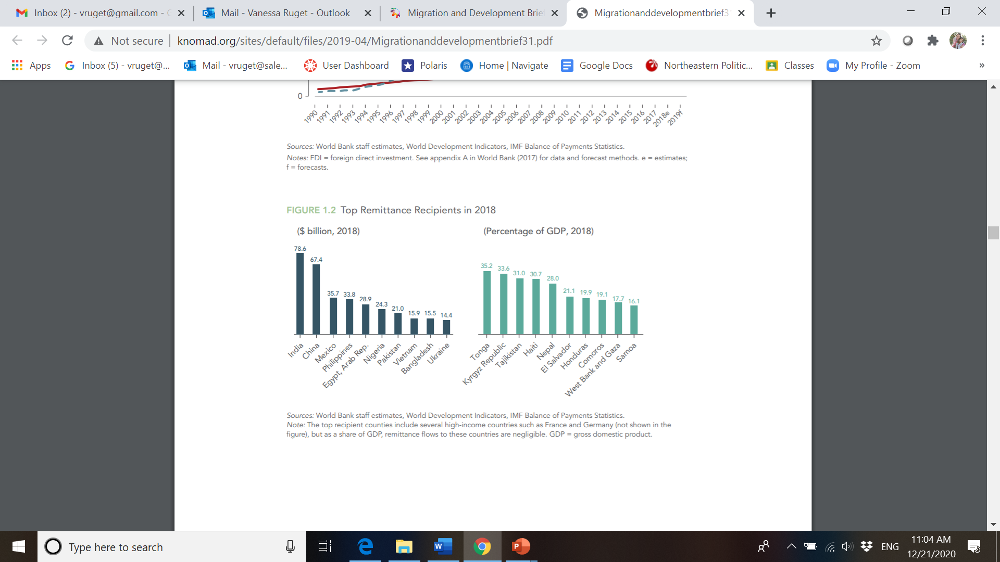 Inbox (2) - vruget@gmail.com -
Mail - Vanessa Ruget - Outlook
Migration and Development Brie
Migrationanddevelopmentbrief3
Not secure
knomad.org/sites/default/files/2019-04/Migrationanddevelopmentbrief31.pdf
Apps
Inbox (5) - vruget@...
Mail - vruget@sale...
User Dashboard
Polaris
Home | Navigate
Google Docs
Northeastern Politic...
Classes
My Profile - Zoom
»
0
1990 1991 1992 1993 1994 1995 1996 1997 1998 1999 2000 2001 2002 2003 2004 2005 2006 2007 2008 2009 2010 2011 2012 2013 2014 2015 2016 2017 2018e 2019f
Sources: World Bank staff estimates, World Development Indicators, IMF Balance of Payments Statistics.
Notes: FDI = foreign direct investment. See appendix A in World Bank (2017) for data and forecast methods. e = estimates;
f = forecasts.
FIGURE 1.2 Top Remittance Recipients in 2018
($ billion, 2018)
78.6 67.4 35.7 33.8 28.9 24.3 21.0 15.9 15.5 14.4
India China Mexico Philippines Egypt, Arab Rep. Nigeria Pakistan Vietnam Bangladesh Ukraine
(Percentage of GDP, 2018)
35.2 33.6 31.0 30.7 28.0 21.1 19.9 19.1 17.7 16.1
Tonga Kyrgyz Republic Tajikistan Haiti Nepal El Salvador Honduras Comoros West Bank and Gaza Samoa
Sources: World Bank staff estimates, World Development Indicators, IMF Balance of Payments Statistics.
Note: The top recipient counties include several high-income countries such as France and Germany (not shown in the
figure), but as a share of GDP, remittance flows to these countries are negligible. GDP = gross domestic product.
Type here to search
ENG
11:04 AM
12/21/2020